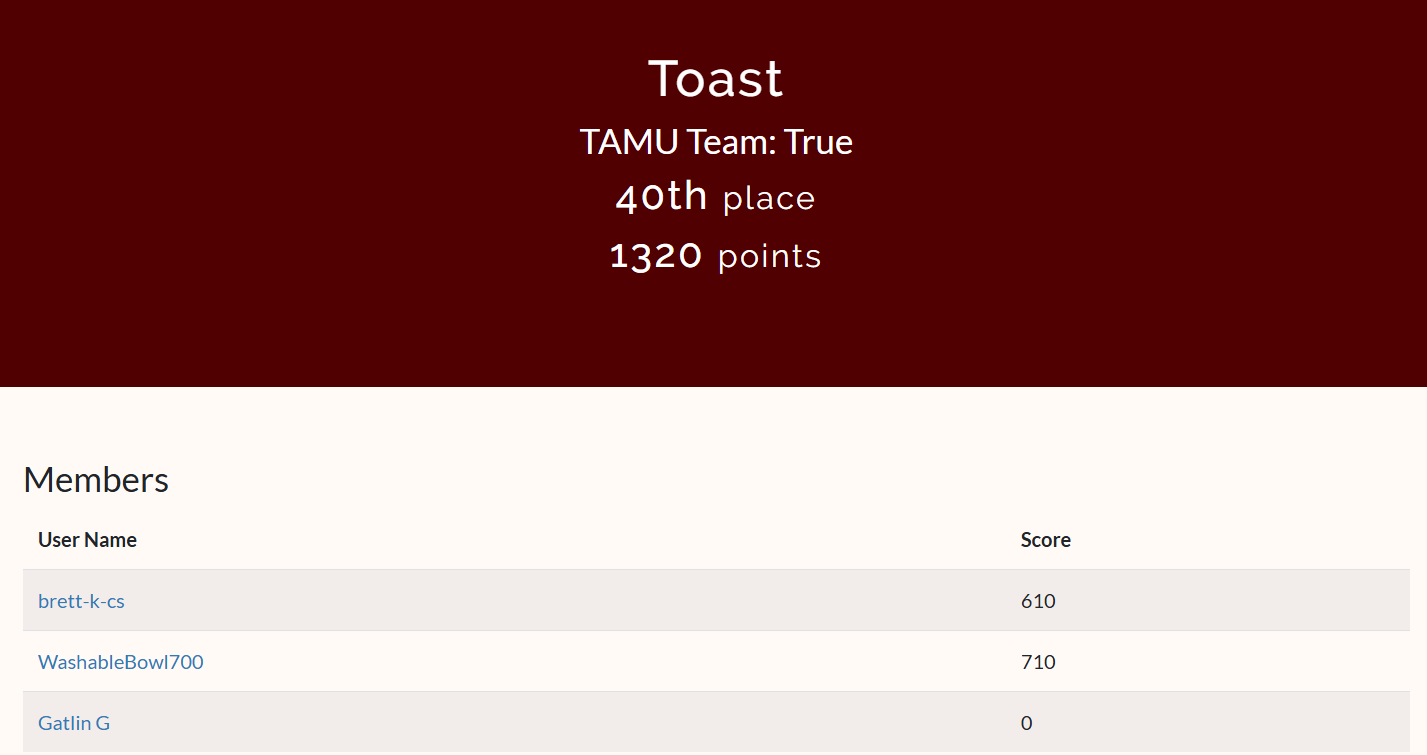 Toast
TAMU Team: True
40th place
1320 points
Members
User Name Score
brett-k-cs 610
WashableBowl700 710
Gatlin G 0